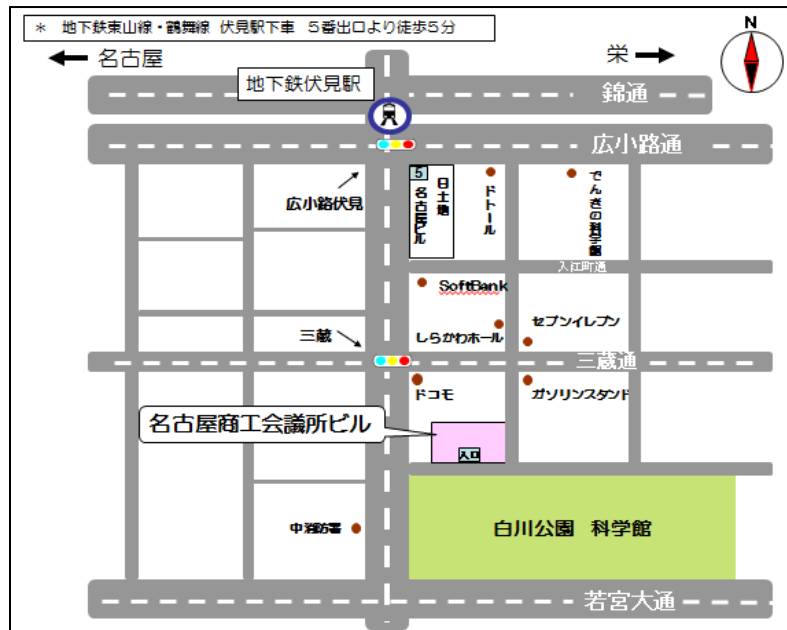 ＊ 地下鉄東山線・鶴舞線 伏見駅下車 5番出口より徒歩5分
名古屋
栄
N
地下鉄伏見駅
錦通
広小路通
5
日土地
名古屋ビル
ドトール
でんきの科学館
広小路伏見
入江町通
SoftBank
しらかわホール
セブンイレブン
三蔵
三蔵通
ドコモ
ガソリンスタンド
名古屋商工会議所ビル
入口
中消防署
白川公園 科学館
若宮大通